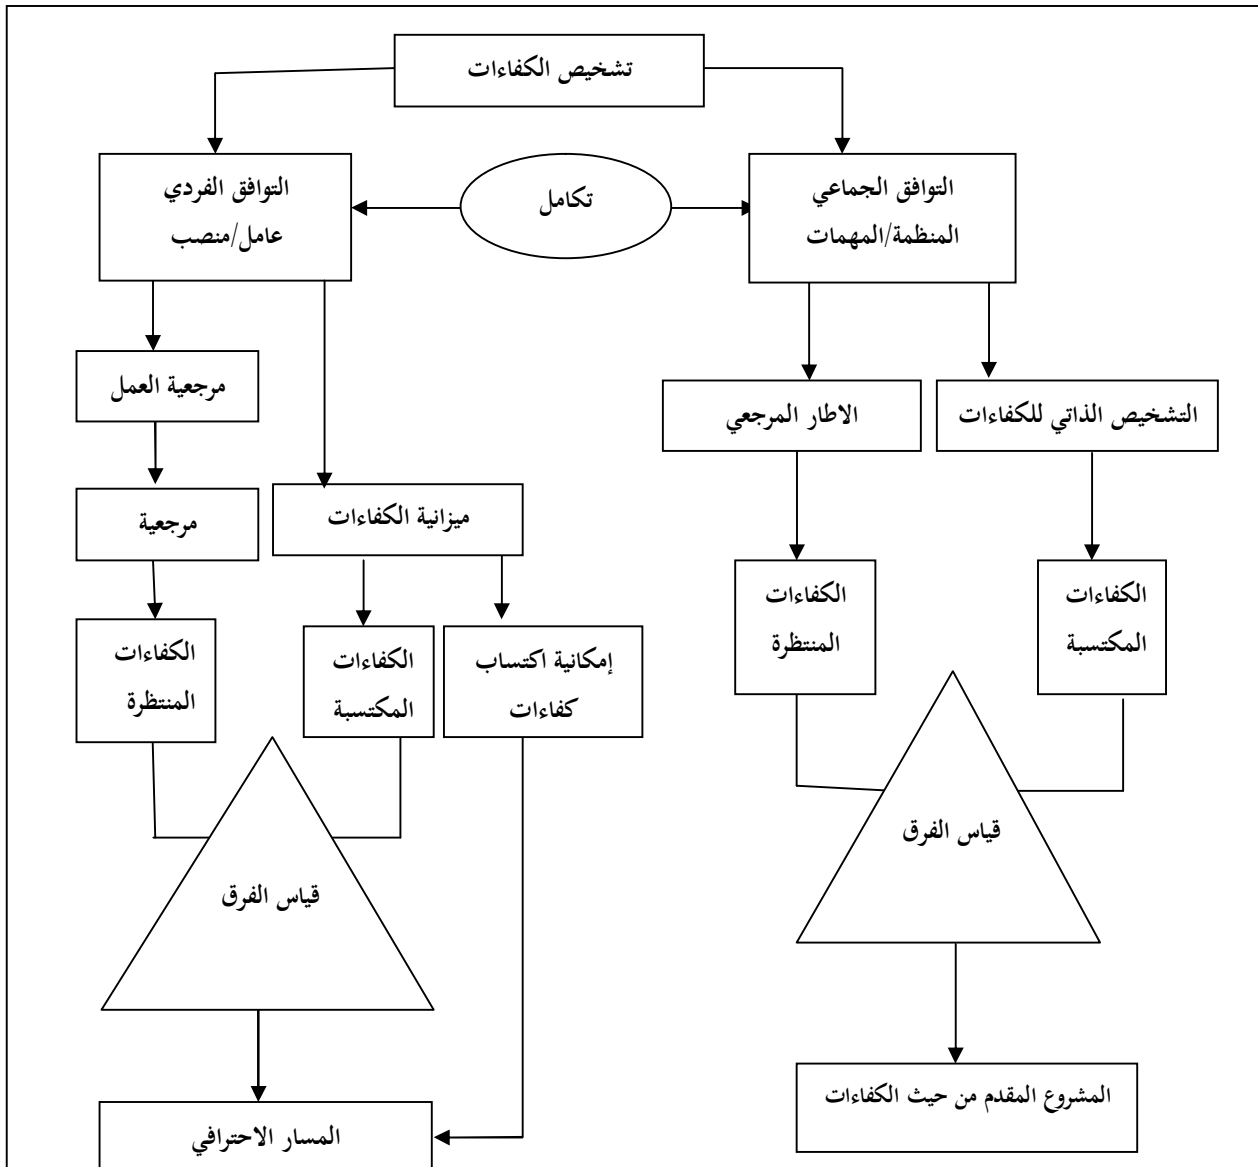 تشخيص الكفاءات
التوافق الجماعي
المنظمة/المهمات
تكامل
التوافق الفردي
عامل/منصب
مرجعية العمل
التشخيص الذاتي للكفاءات
الاطار المرجعي
ميزانية الكفاءات
مرجعية
الكفاءات
المكتسبة
الكفاءات
المنتظرة
إمكانية اكتساب
كفاءات
الكفاءات
المكتسبة
الكفاءات
المنتظرة
قياس الفرق
قياس الفرق
المشروع المقدم من حيث الكفاءات
المسار الاحترافي